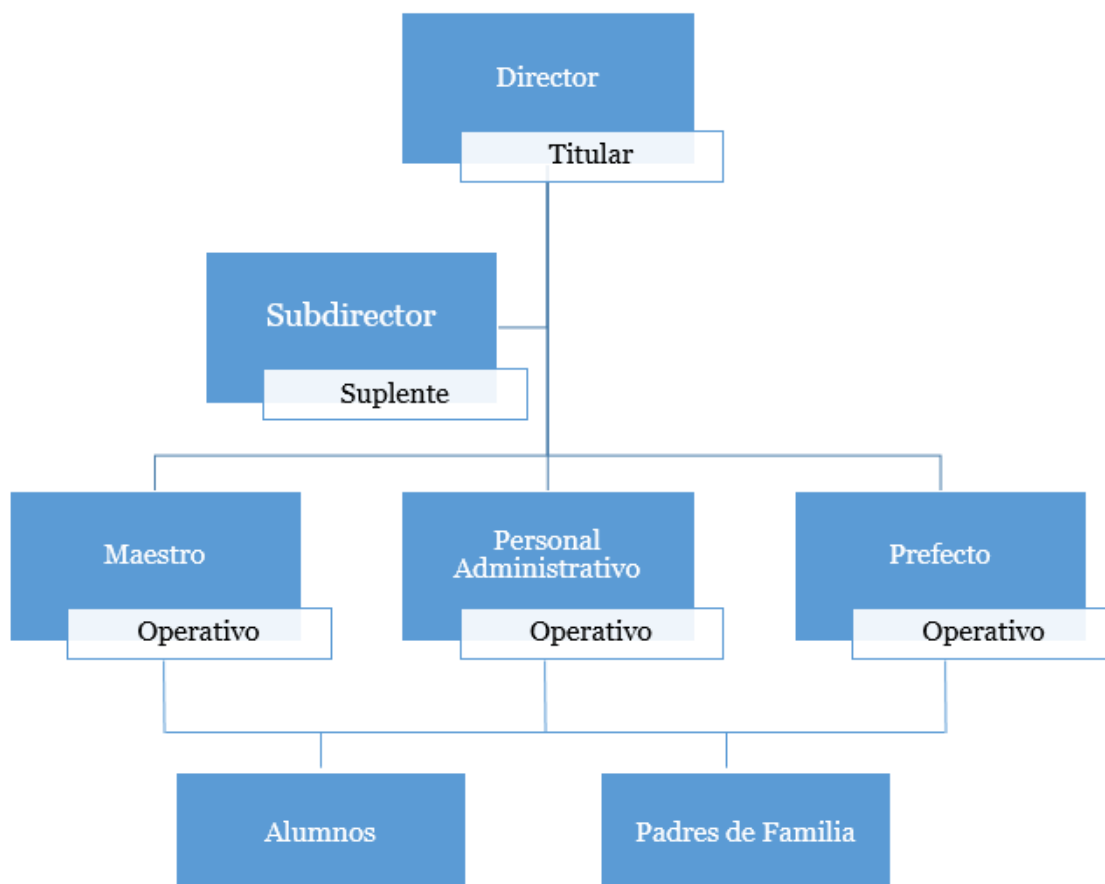 Director
Titular
Subdirector
Suplente
Maestro
Operativo
Personal
Administrativo
Operativo
Prefecto
Operativo
Alumnos
Padres de Familia